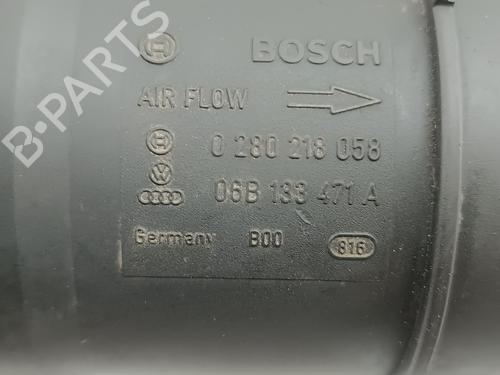 B-PARTS
BOSCH
AIR FLOW
0 280 218 058
06B 133 471 A
Germany B00 816